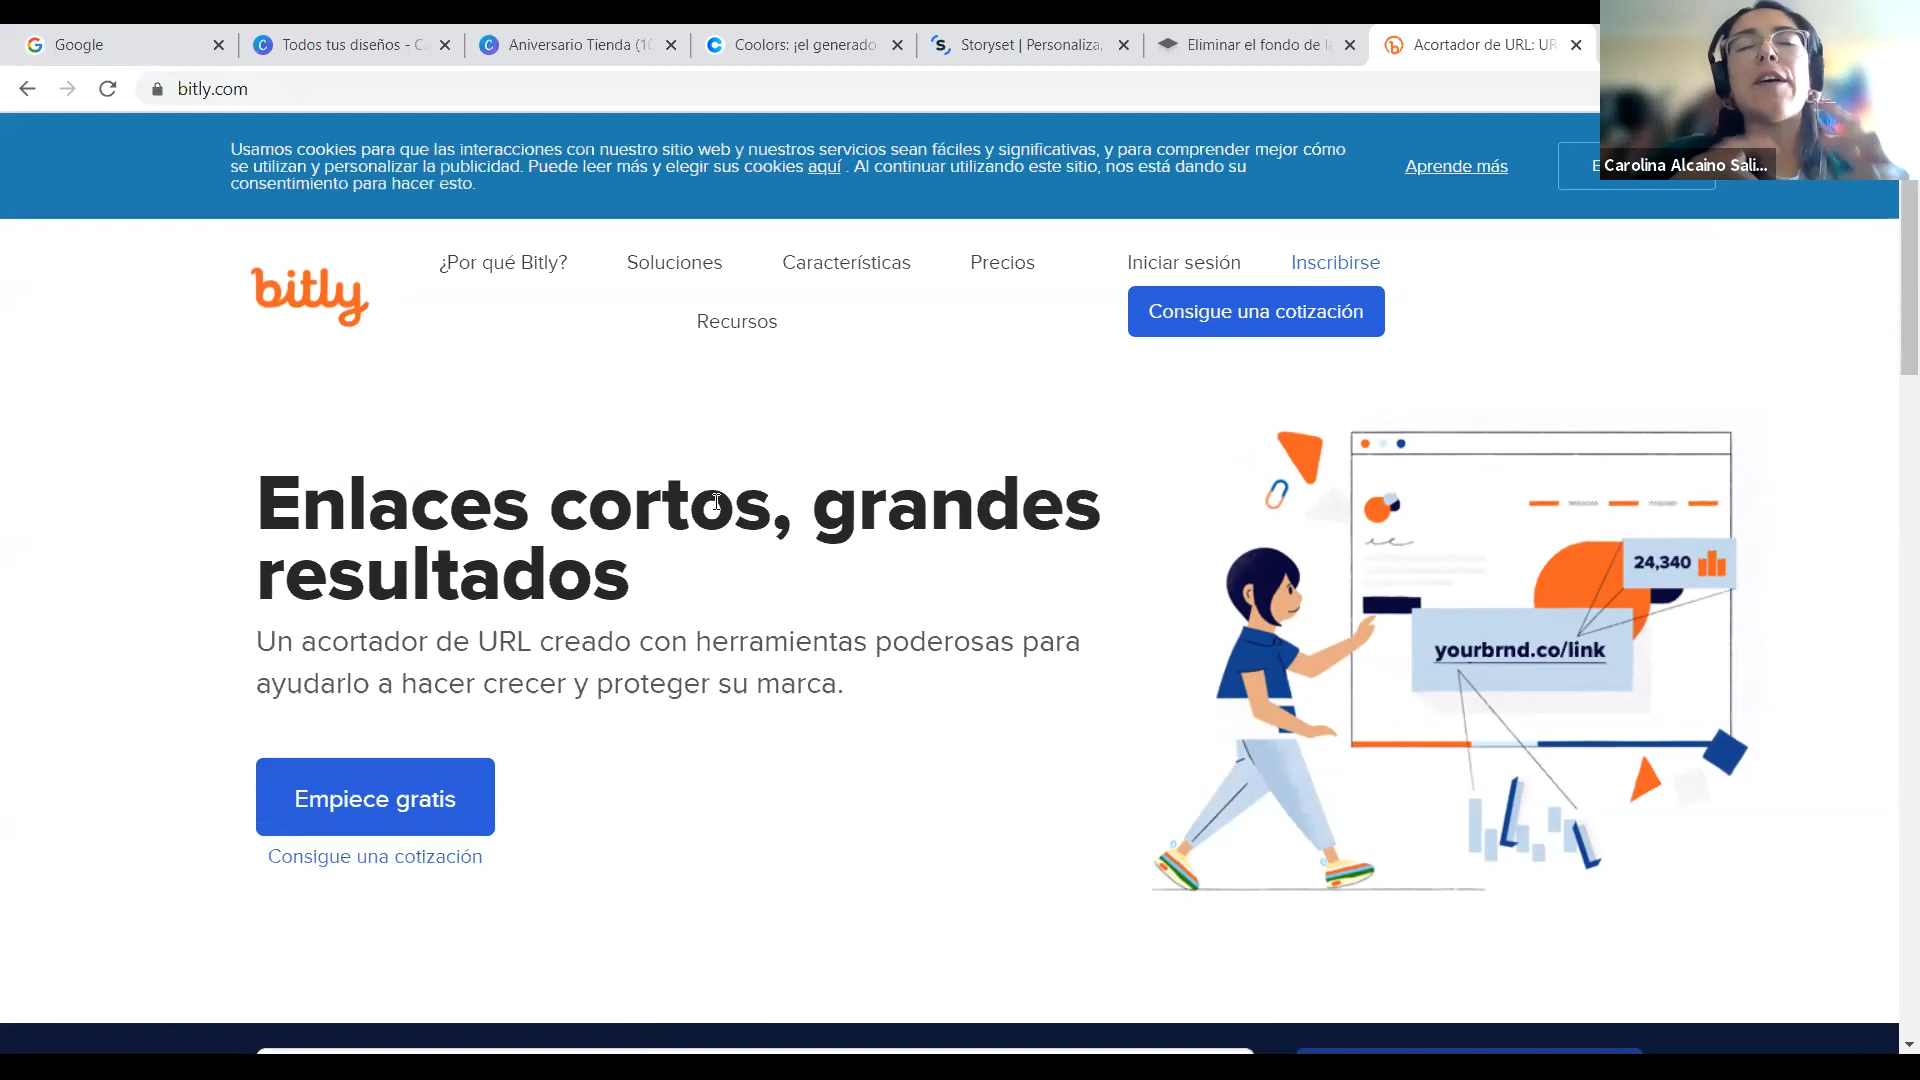 Google
Todos tus diseños - C
Aniversario Tienda (10
Coolors: ¡el generado
Storyset | Personaliza,
Eliminar el fondo de l
Acortador de URL: UR
bitly.com
Usamos cookies para que las interacciones con nuestro sitio web y nuestros servicios sean fáciles y significativas, y para comprender mejor cómo
se utilizan y personalizar la publicidad. Puede leer más y elegir sus cookies aquí . Al continuar utilizando este sitio, nos está dando su
consentimiento para hacer esto.
Aprende más
Carolina Alcaino Sali...
bitly
¿Por qué Bitly?
Soluciones
Características
Precios
Recursos
Iniciar sesión
Inscribirse
Consigue una cotización
Enlaces cortos, grandes
resultados
Un acortador de URL creado con herramientas poderosas para
ayudarlo a hacer crecer y proteger su marca.
Empiece gratis
Consigue una cotización
24,340
yourbrnd.co/link